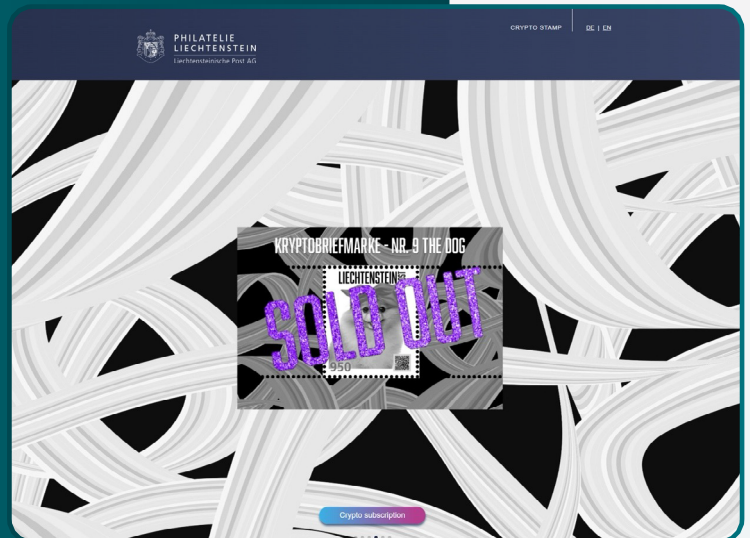 PHILATELIE
LIECHTENSTEIN
Liechtensteinische Post AG
CRYPTO STAMP
DE | EN
KRYPTOBRIEFMARKE - NR. 9 THE DOG
LIECHTENSTEIN
SOLD OUT
950
Crypto subscription